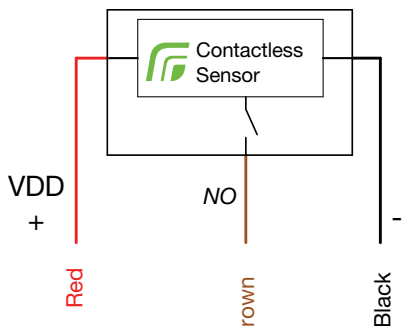 Contactless
Sensor
VDD
+
NO
-
Red
rown
Black